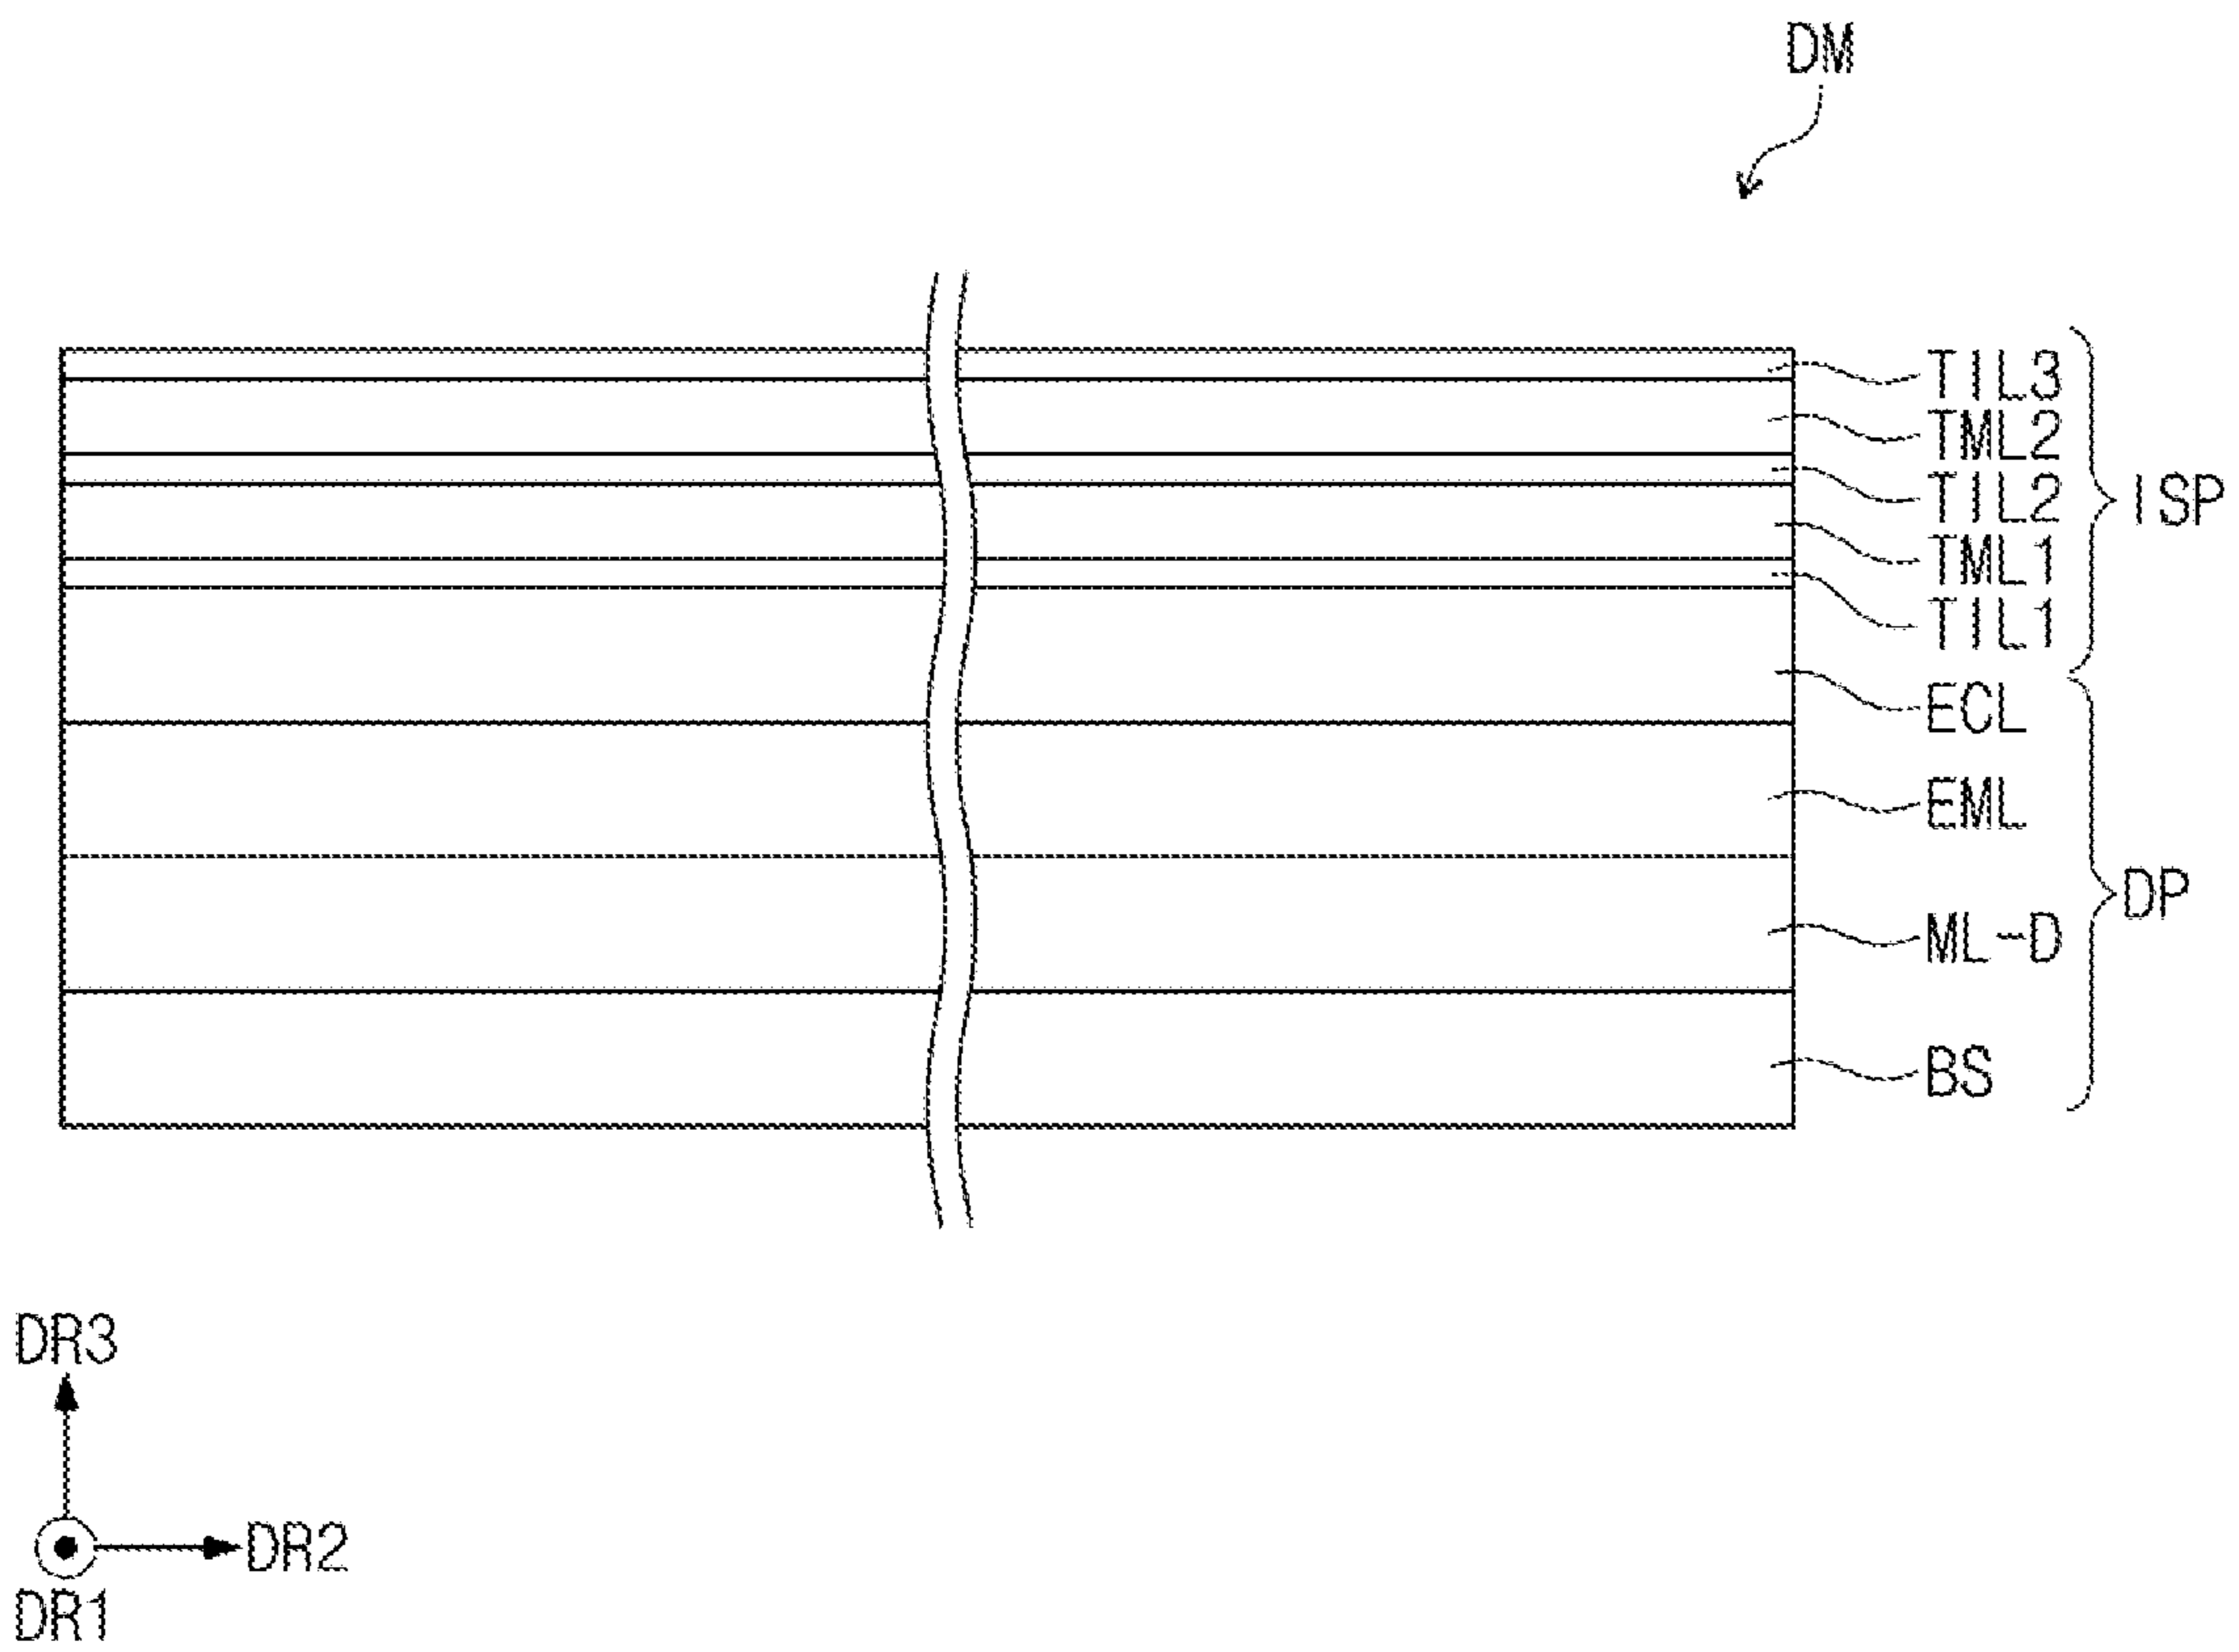 DM
TIL3
TML2
TIL2
ISP
TML1
TIL1
ECL
EML
DP
ML-D
BS
DR3
DR2
DR1